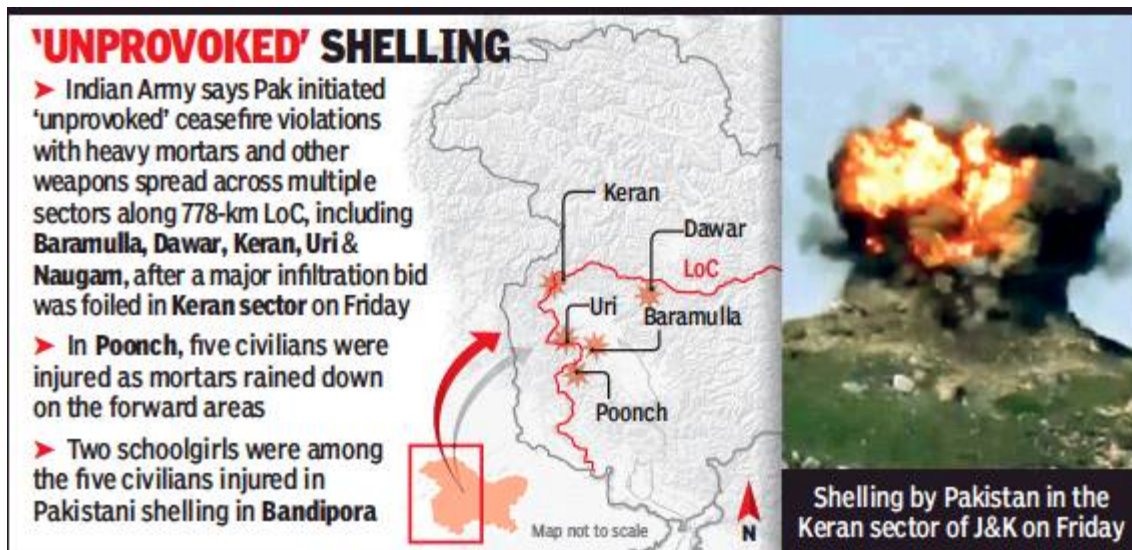 'UNPROVOKED' SHELLING
➤ Indian Army says Pak initiated
'unprovoked' ceasefire violations
with heavy mortars and other
weapons spread across multiple
sectors along 778-km LoC, including
Baramulla, Dawar, Keran, Uri &
Naugam, after a major infiltration bid
was foiled in Keran sector on Friday
➤ In Poonch, five civilians were
injured as mortars rained down
on the forward areas
➤ Two schoolgirls were among
the five civilians injured in
Pakistani shelling in Bandipora
Keran
Dawar
LoC
Uri
Baramulla
Poonch
Map not to scale
N
Shelling by Pakistan in the
Keran sector of J&K on Friday